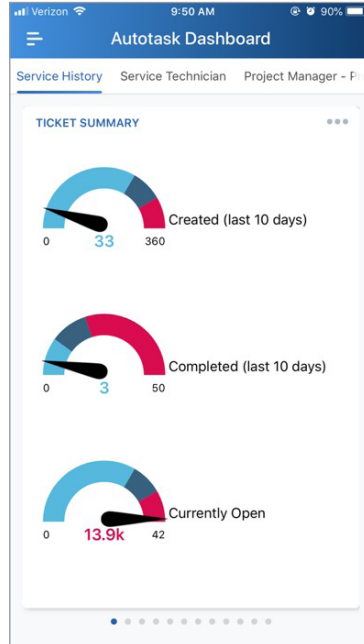 Verizon 9:50 AM 90%
Autotask Dashboard
Service History Service Technician Project Manager - P
TICKET SUMMARY
Created (last 10 days)
0 33 360
Completed (last 10 days)
0 3 50
Currently Open
0 13.9k 42